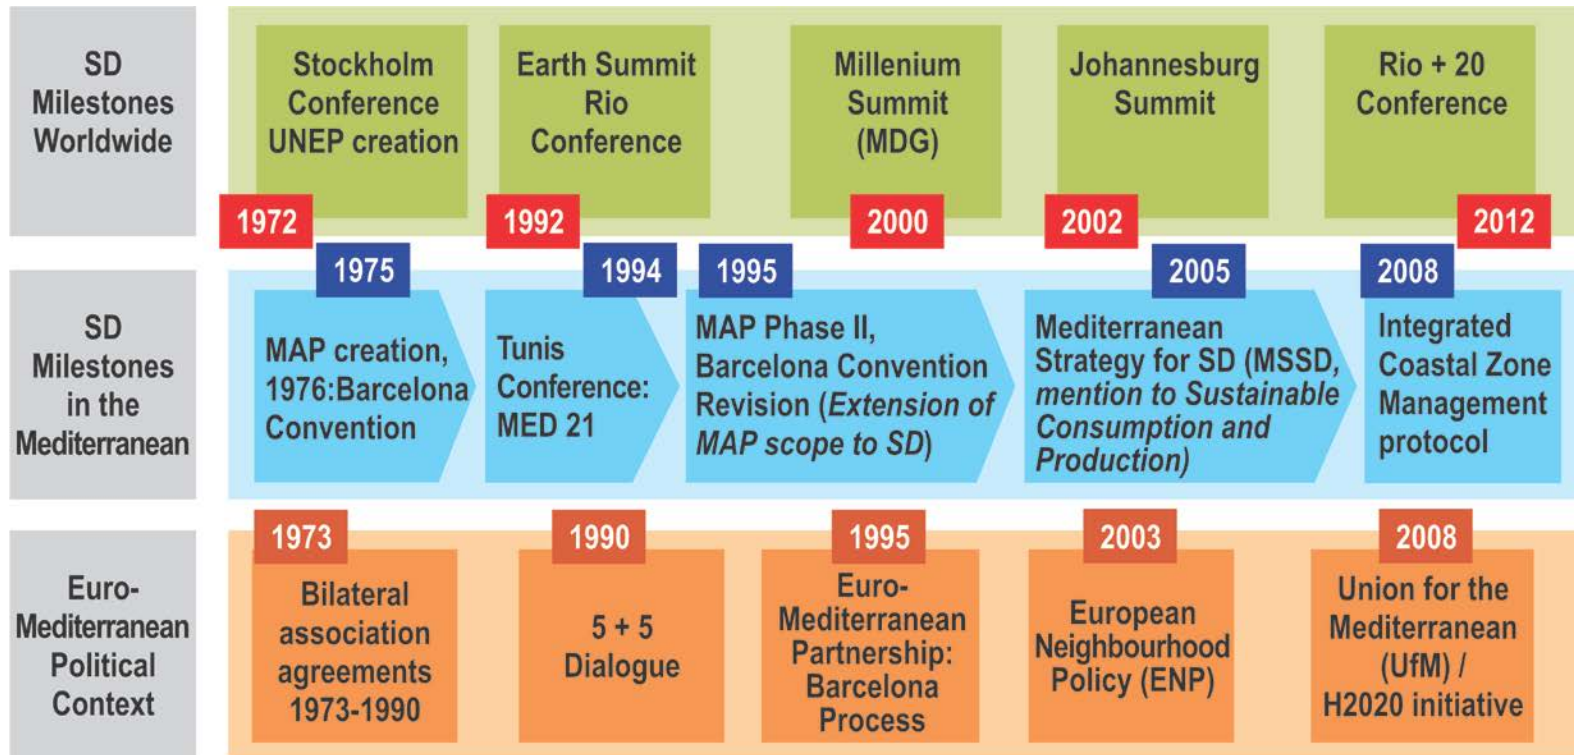 SD
Milestones
Worldwide
Stockholm
Conference
UNEP creation
1972
Earth Summit
Rio
Conference
1992
Millenium
Summit
(MDG)
2000
Johannesburg
Summit
2002
Rio + 20
Conference
2012
SD
Milestones
in the
Mediterranean
1975
MAP creation,
1976:Barcelona
Convention
1994
Tunis
Conference:
MED 21
1995
MAP Phase II,
Barcelona Convention
Revision (Extension of
MAP scope to SD)
2005
Mediterranean
Strategy for SD (MSSD,
mention to Sustainable
Consumption and
Production)
2008
Integrated
Coastal Zone
Management
protocol
Euro-
Mediterranean
Political
Context
1973
Bilateral
association
agreements
1973-1990
1990
5 + 5
Dialogue
1995
Euro-
Mediterranean
Partnership:
Barcelona
Process
2003
European
Neighbourhood
Policy (ENP)
2008
Union for the
Mediterranean
(UfM) /
H2020 initiative